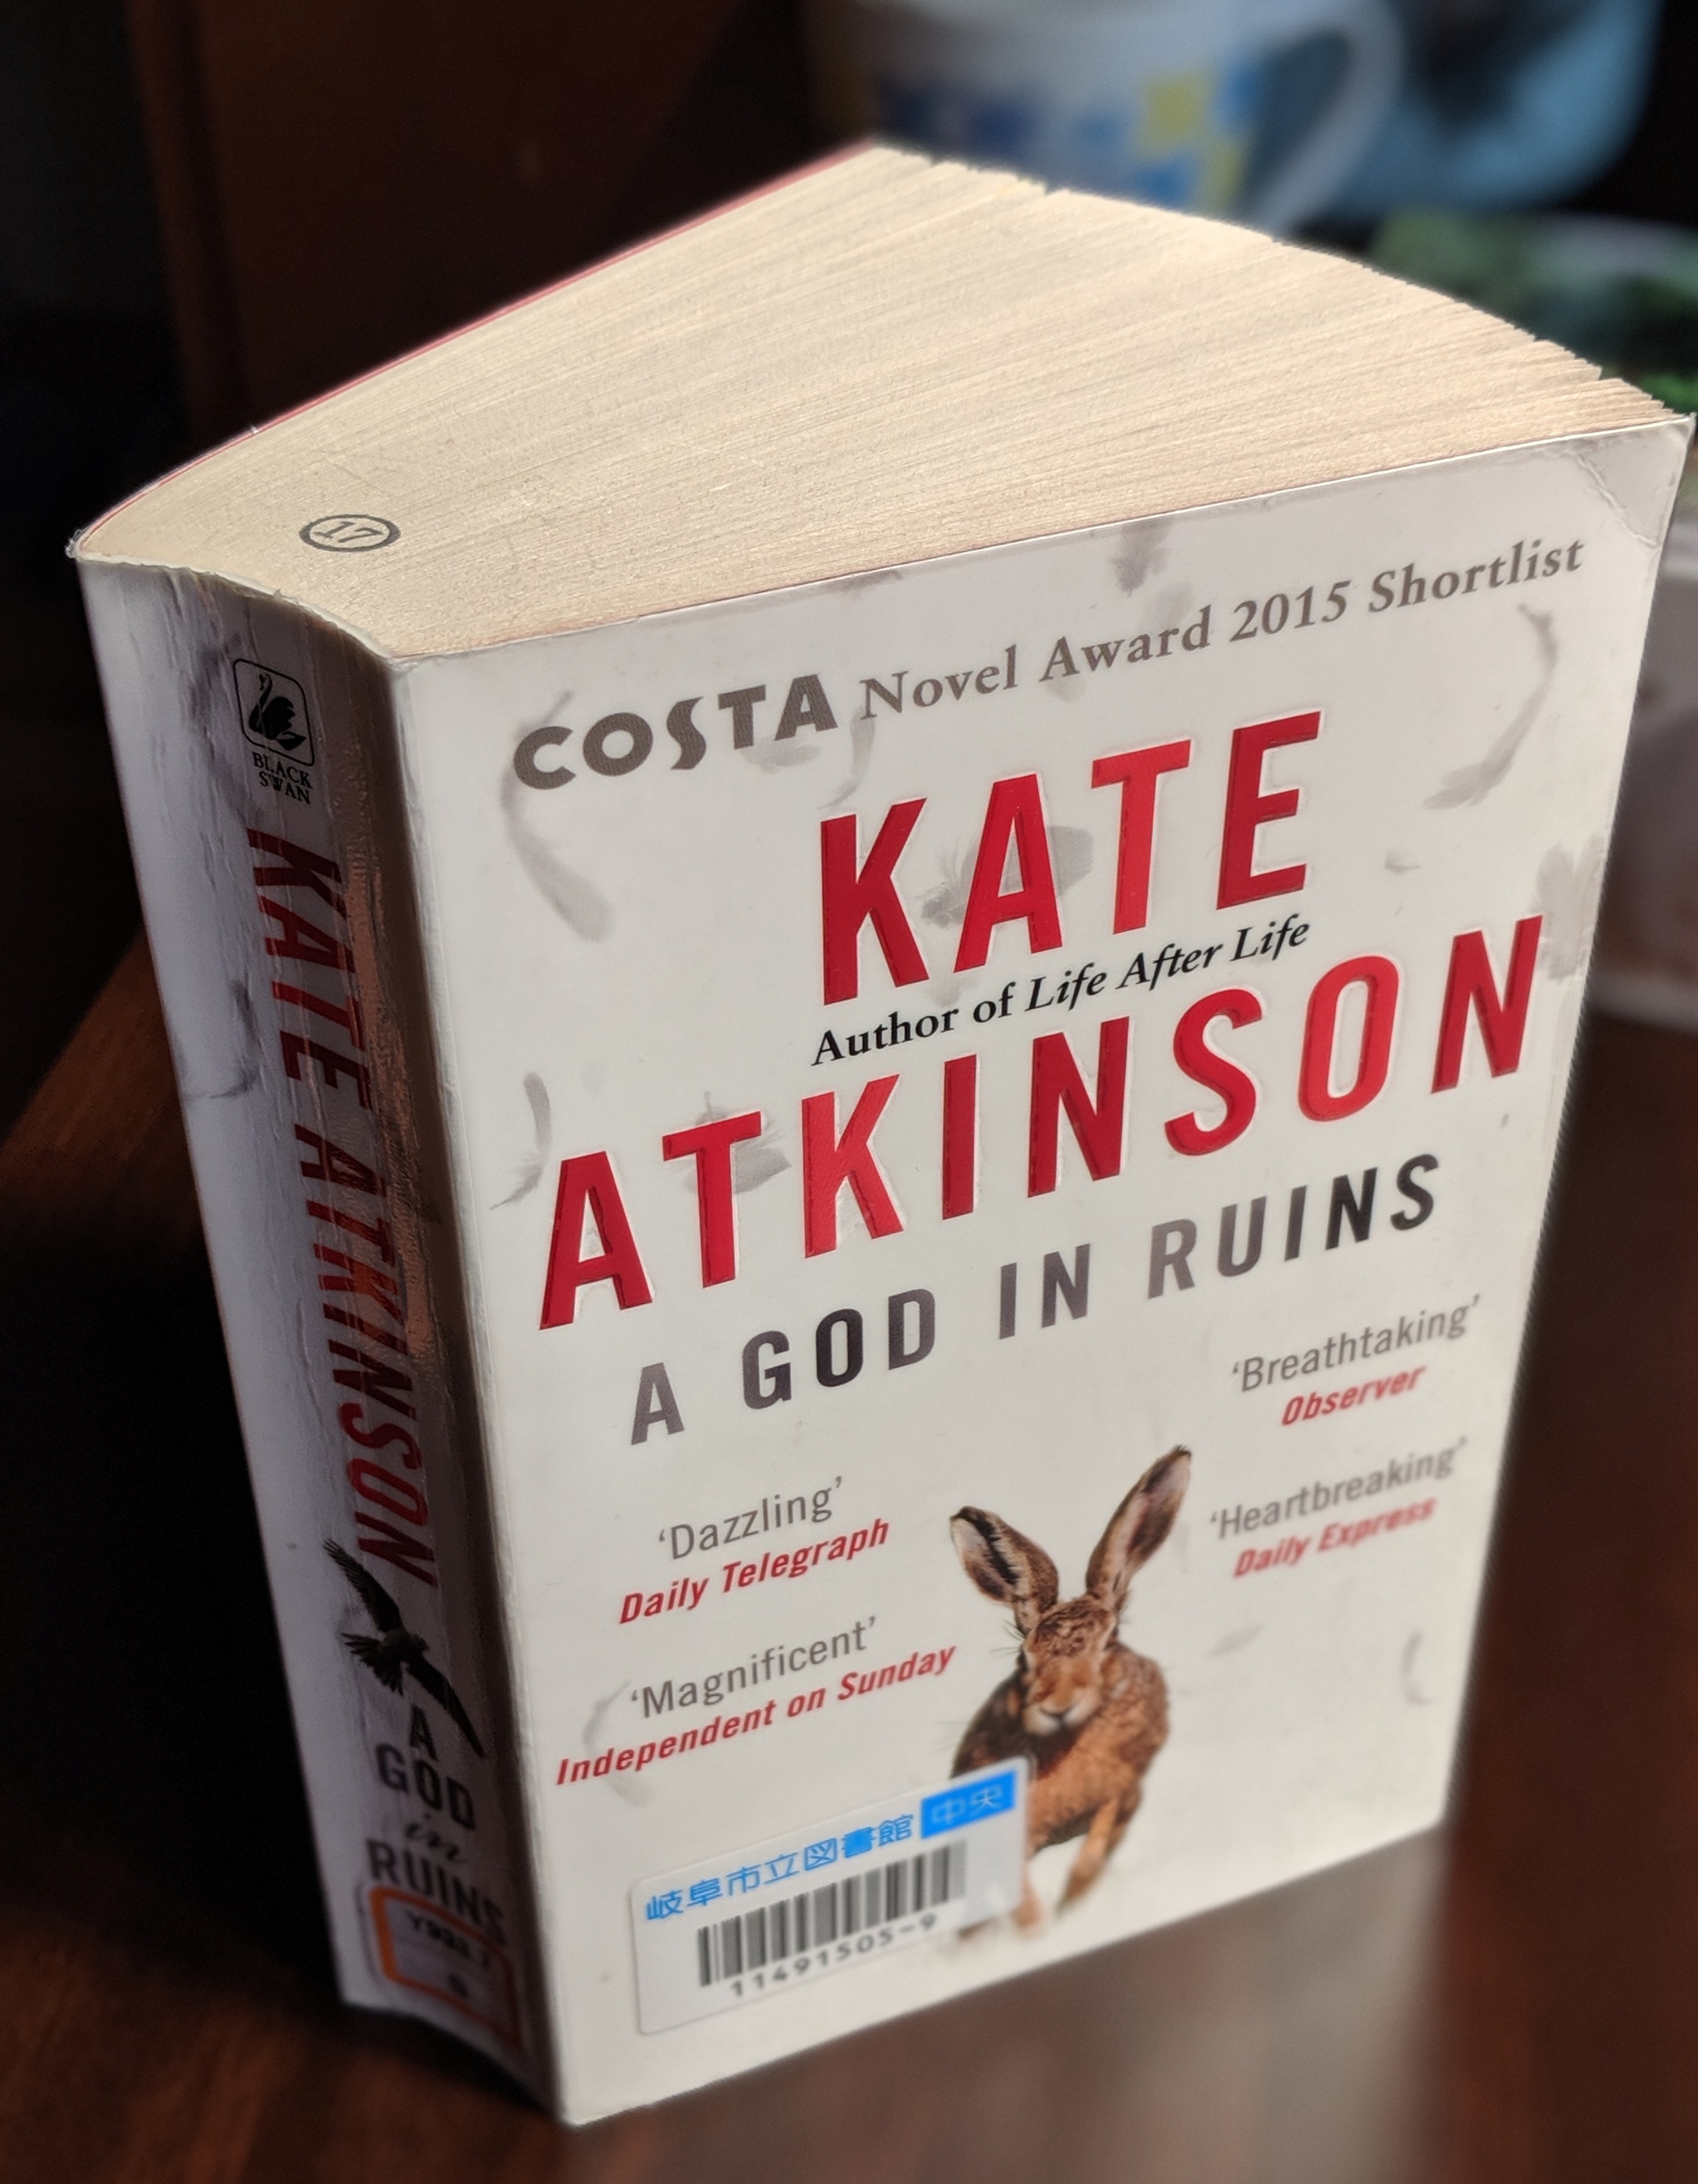 17
COSTA Novel Award 2015 Shortlist
KATE
Author of Life After Life
ATKINSON
A GOD IN RUINS
‘Breathtaking’
Observer
‘Heartbreaking’
Daily Express
‘Dazzling’
Daily Telegraph
‘Magnificent’
Independent on Sunday
岐阜市立図書館 中央
11491505-9
BLACK
SWAN
KATE ATKINSON
A
GOD
in
RUINS